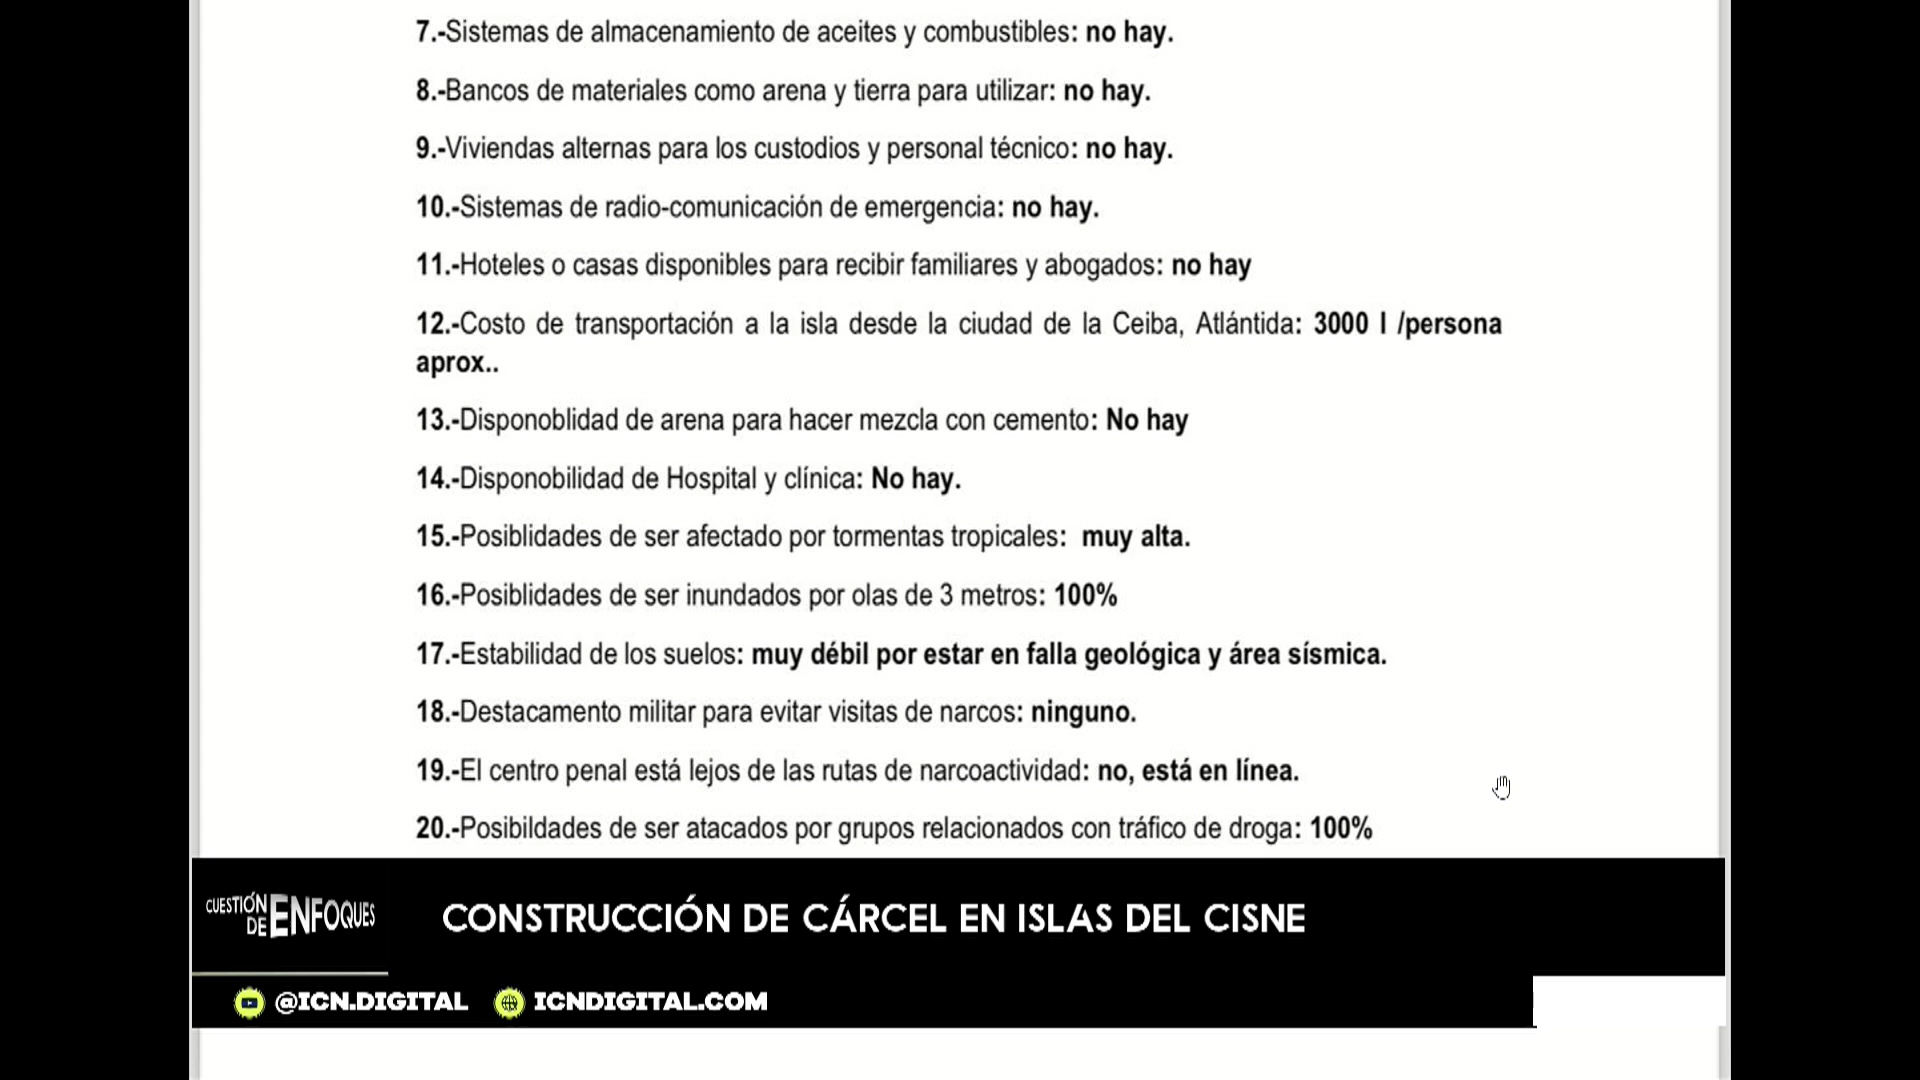 7.-Sistemas de almacenamiento de aceites y combustibles: no hay.
8.-Bancos de materiales como arena y tierra para utilizar: no hay.
9.-Viviendas alternas para los custodios y personal técnico: no hay.
10.-Sistemas de radio-comunicación de emergencia: no hay.
11.-Hoteles o casas disponibles para recibir familiares y abogados: no hay
12.-Costo de transportación a la isla desde la ciudad de la Ceiba, Atlántida: 3000 l /persona
aprox..
13.-Disponoblidad de arena para hacer mezcla con cemento: No hay
14.-Disponobilidad de Hospital y clínica: No hay.
15.-Posiblidades de ser afectado por tormentas tropicales: muy alta.
16.-Posiblidades de ser inundados por olas de 3 metros: 100%
17.-Estabilidad de los suelos: muy débil por estar en falla geológica y área sísmica.
18.-Destacamento militar para evitar visitas de narcos: ninguno.
19.-El centro penal está lejos de las rutas de narcoactividad: no, está en línea.
20.-Posibildades de ser atacados por grupos relacionados con tráfico de droga: 100%
CUESTIÓN DE ENFOQUES
CONSTRUCCIÓN DE CÁRCEL EN ISLAS DEL CISNE
@ICN.DIGITAL ICNDIGITAL.COM